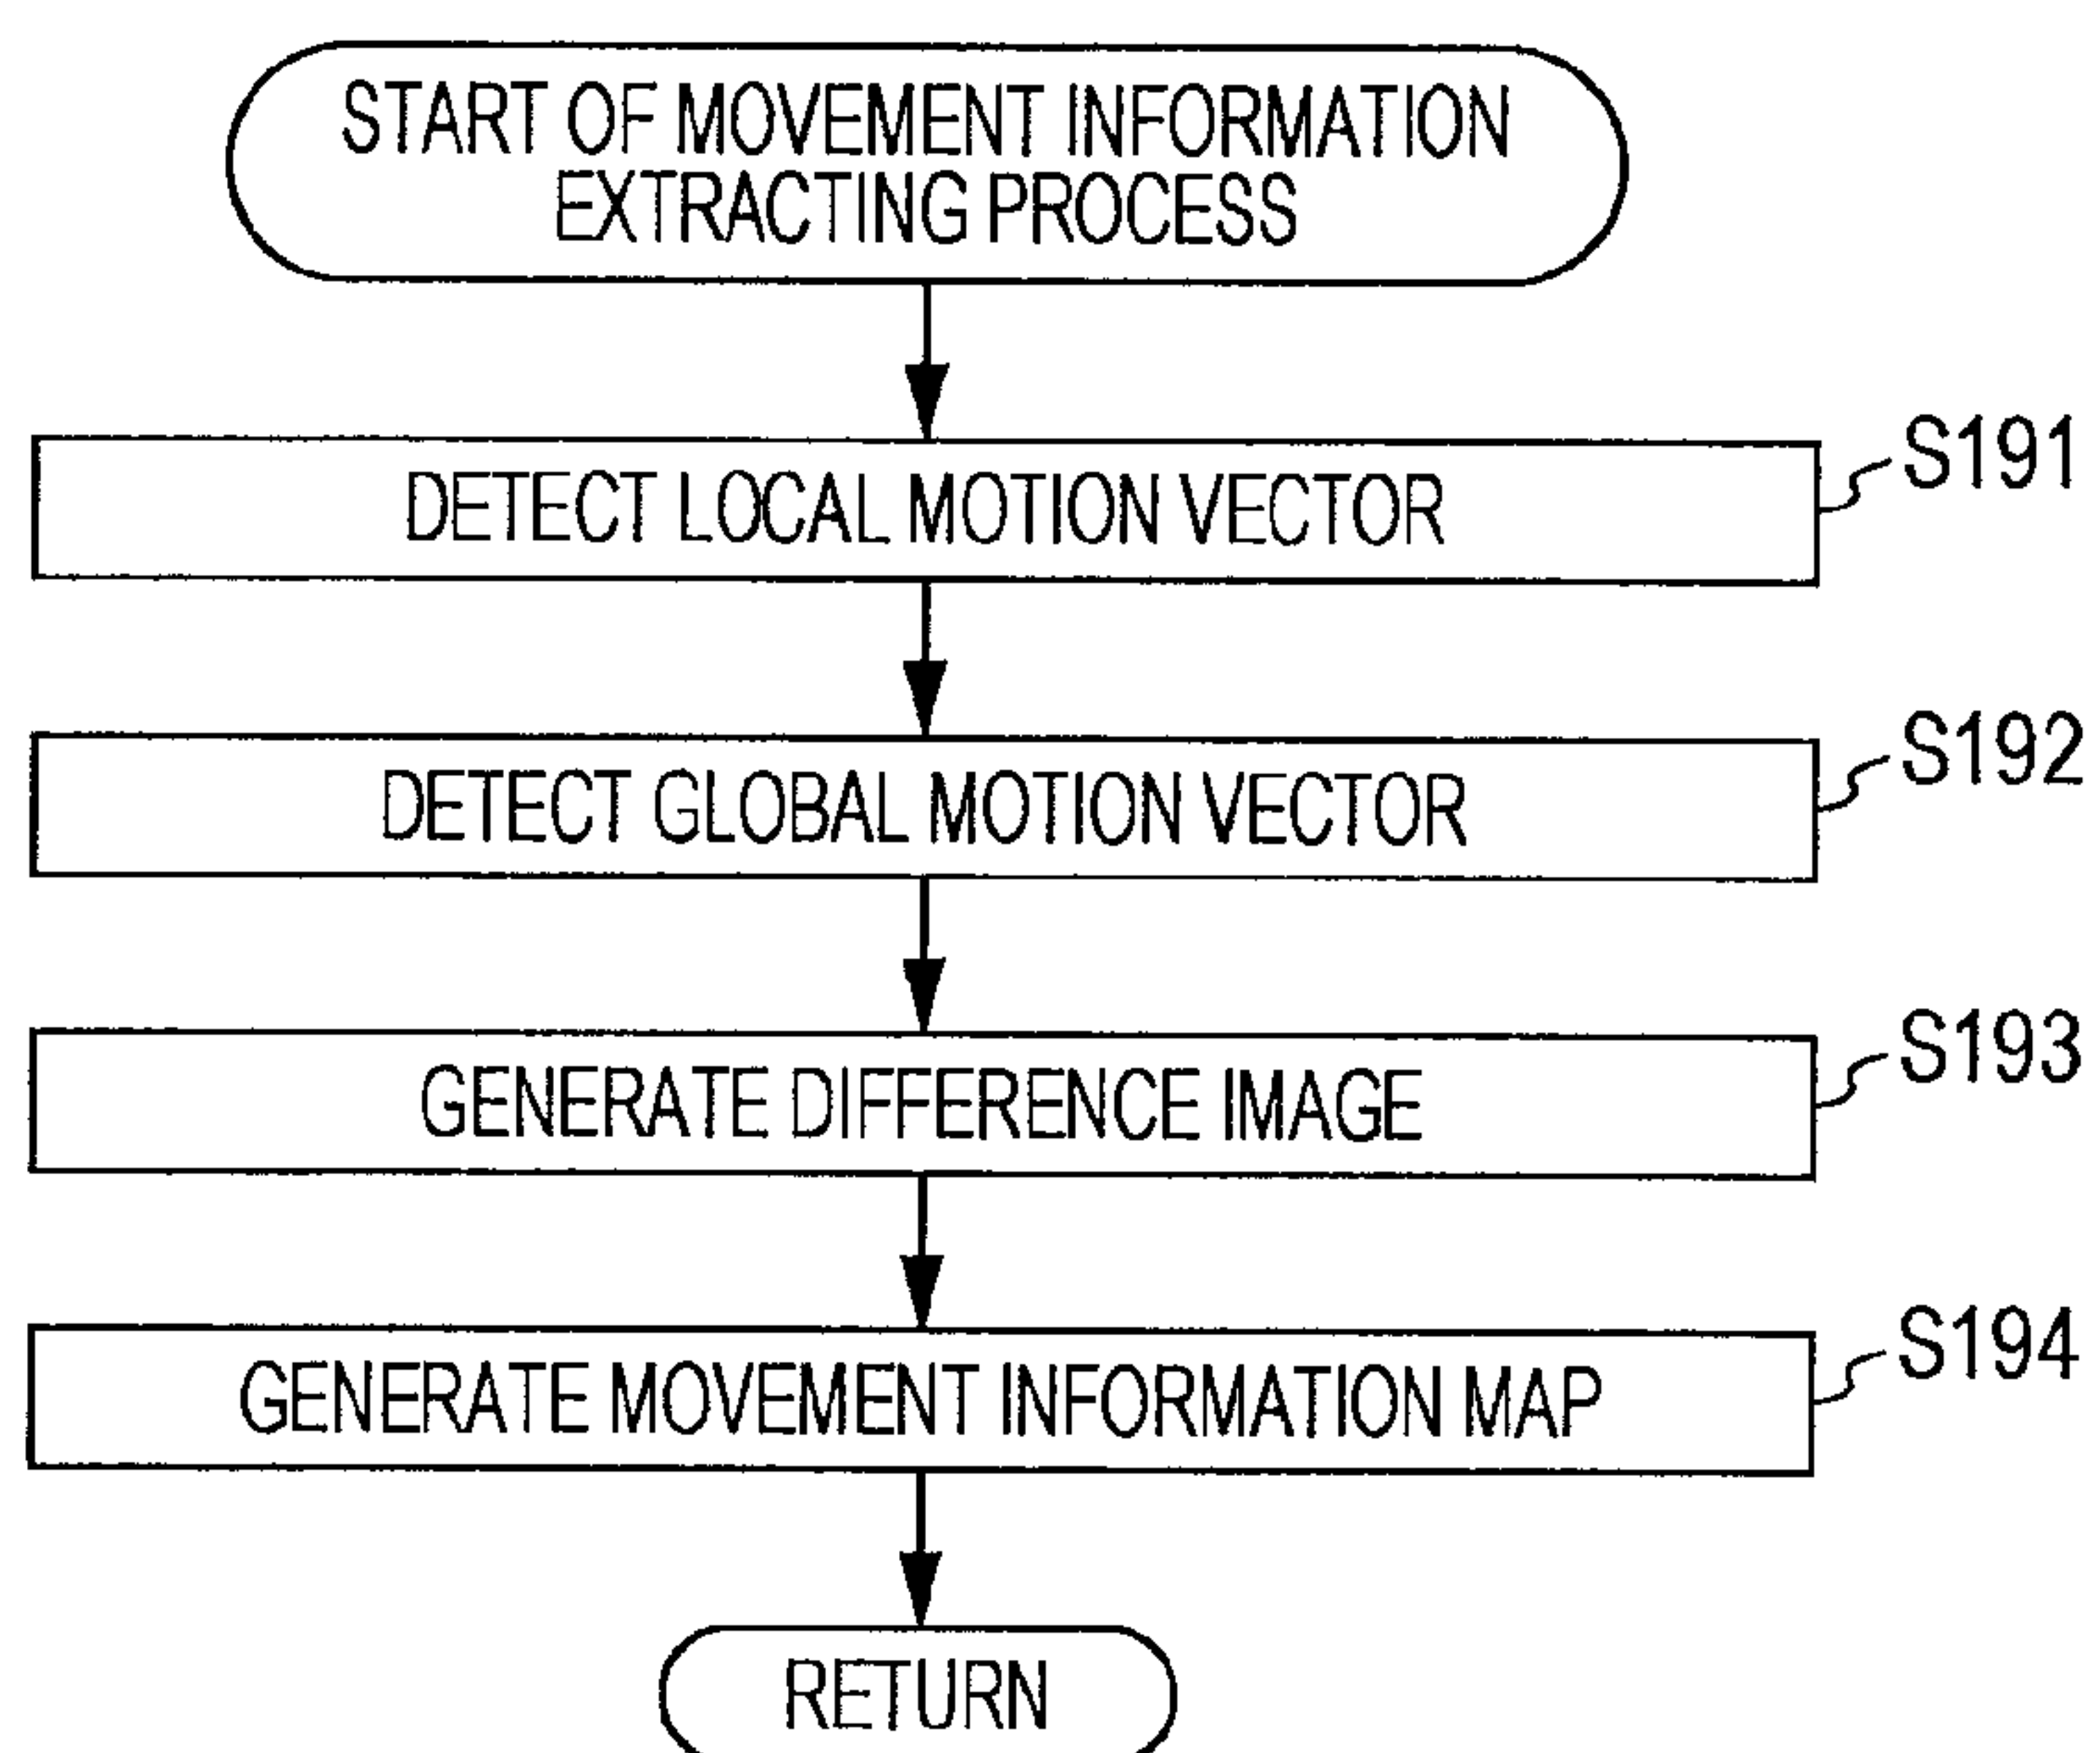 START OF MOVEMENT INFORMATION
EXTRACTING PROCESS
DETECT LOCAL MOTION VECTOR
S191
DETECT GLOBAL MOTION VECTOR
S192
GENERATE DIFFERENCE IMAGE
S193
GENERATE MOVEMENT INFORMATION MAP
S194
RETURN